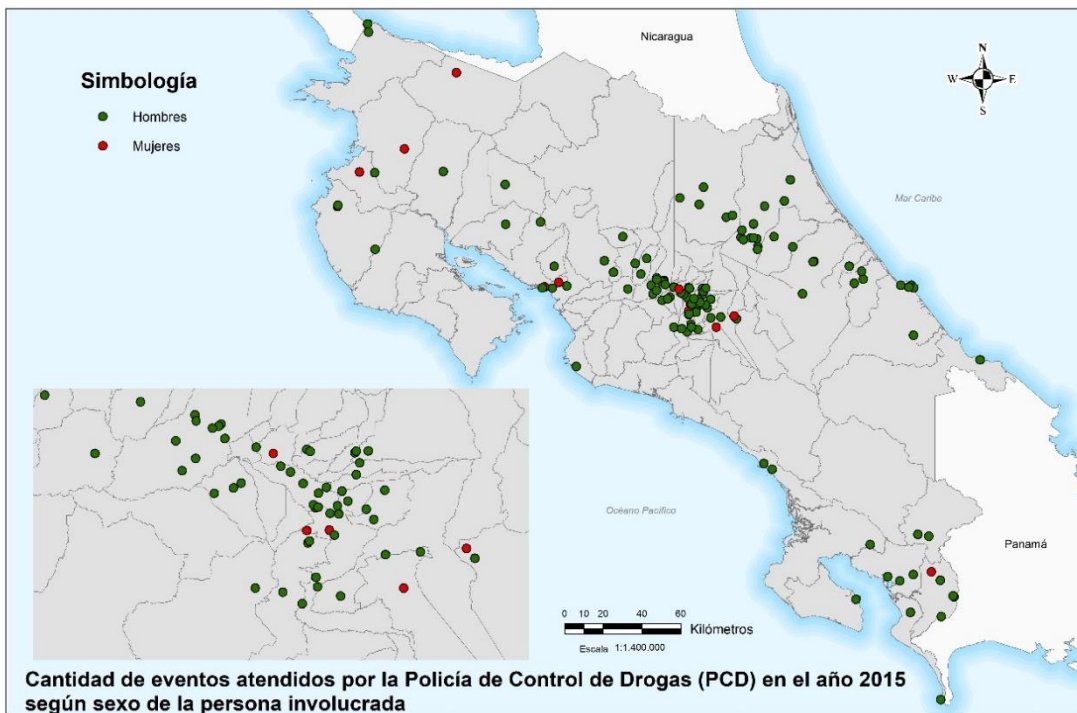 Nicaragua
N
W E
S
Simbología
Hombres
Mujeres
Mar Caribe
Océano Pacífico
Panamá
0 10 20 40 60
Kilómetros
Escala 1:1.400.000
Cantidad de eventos atendidos por la Policía de Control de Drogas (PCD) en el año 2015
según sexo de la persona involucrada